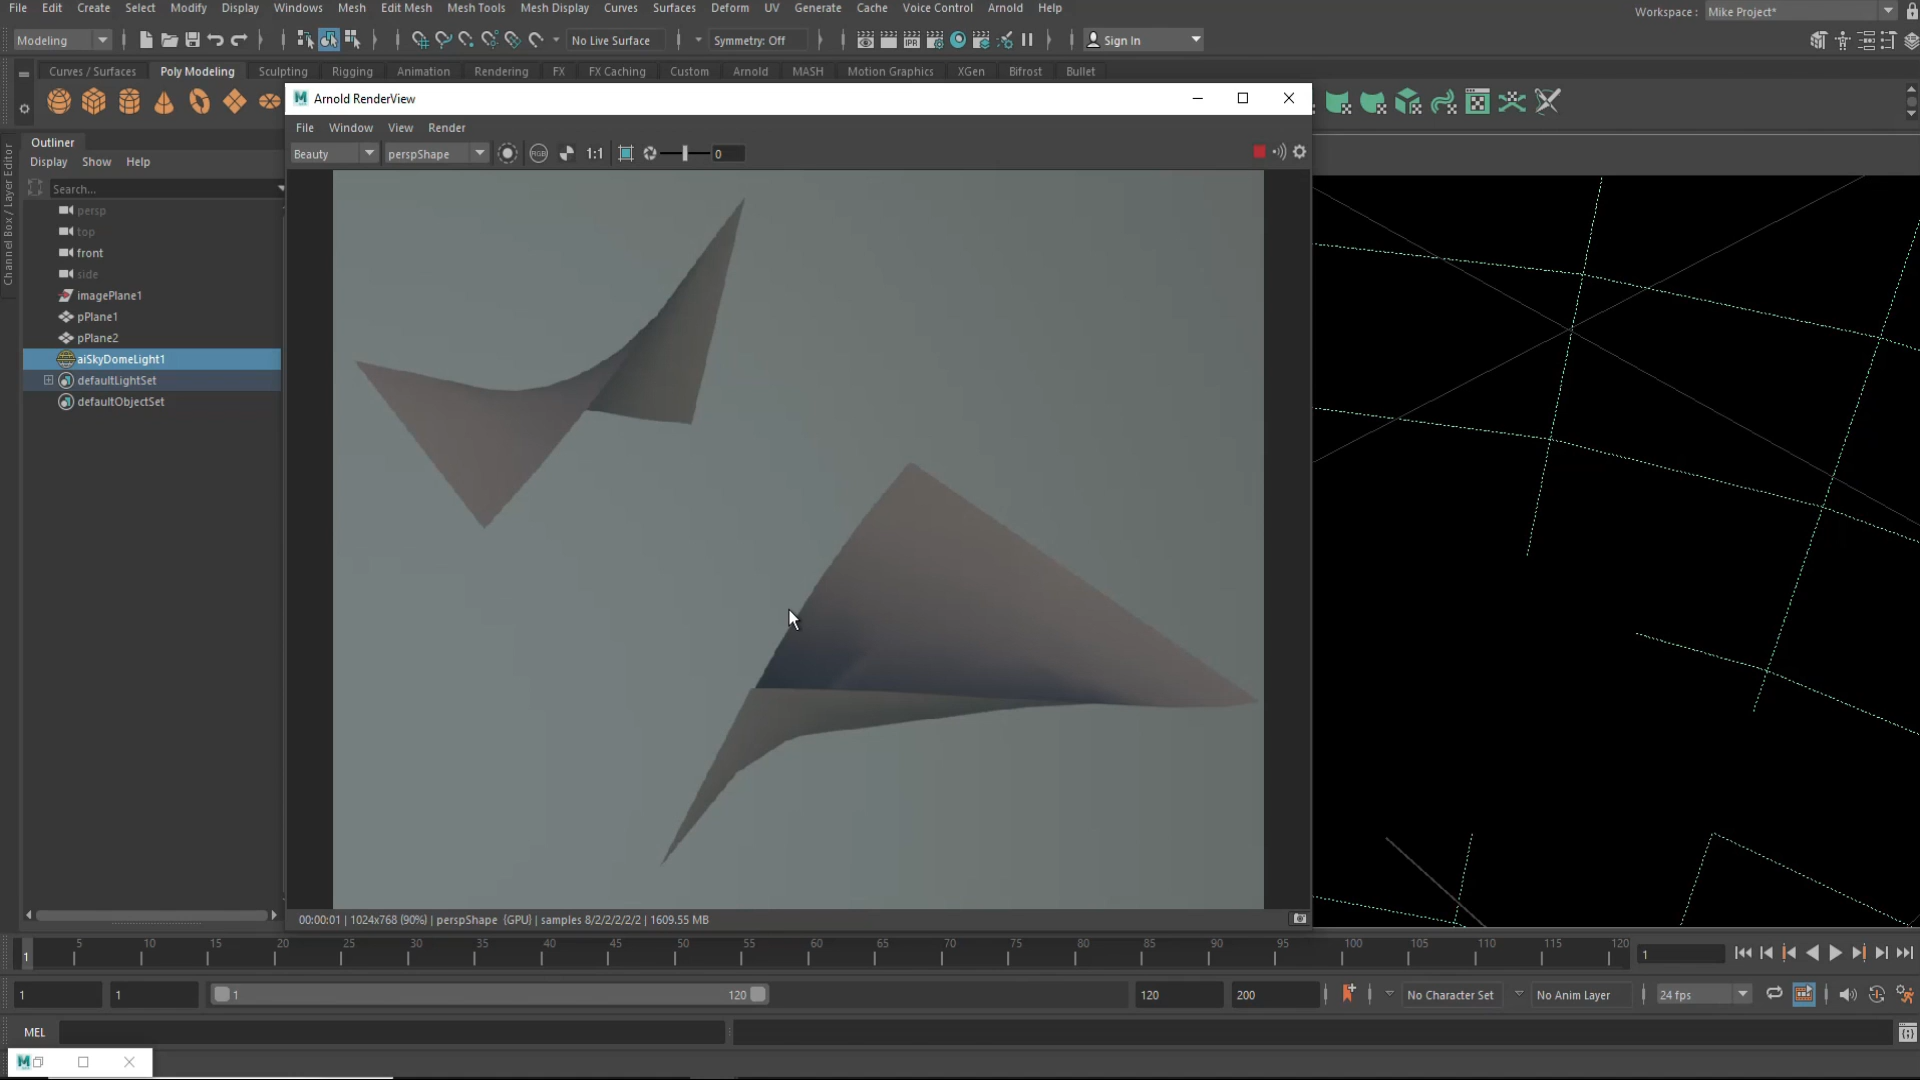 File Edit Create Select Modify Display Windows Mesh Edit Mesh Mesh Tools Mesh Display Curves Surfaces Deform UV Generate Cache Voice Control Arnold Help Workspace : Mike Project*
Modeling No Live Surface Symmetry: Off IPR Sign In
Curves / Surfaces Poly Modeling Sculpting Rigging Animation Rendering FX FX Caching Custom Arnold MASH Motion Graphics XGen Bifrost Bullet
Arnold RenderView
File Window View Render
Beauty perspShape RGB 1:1 0
Channel Box / Layer Editor
Outliner
Display Show Help
Search...
persp
top
front
side
imagePlane1
pPlane1
pPlane2
aiSkyDomeLight1
defaultLightSet
defaultObjectSet
00:00:01 | 1024x768 (90%) | perspShape (GPU) | samples 8/2/2/2/2/2 | 1609.55 MB
1 5 10 15 20 25 30 35 40 45 50 55 60 65 70 75 80 85 90 95 100 105 110 115 120 1
1 1 1 120 120 200 No Character Set No Anim Layer 24 fps
MEL